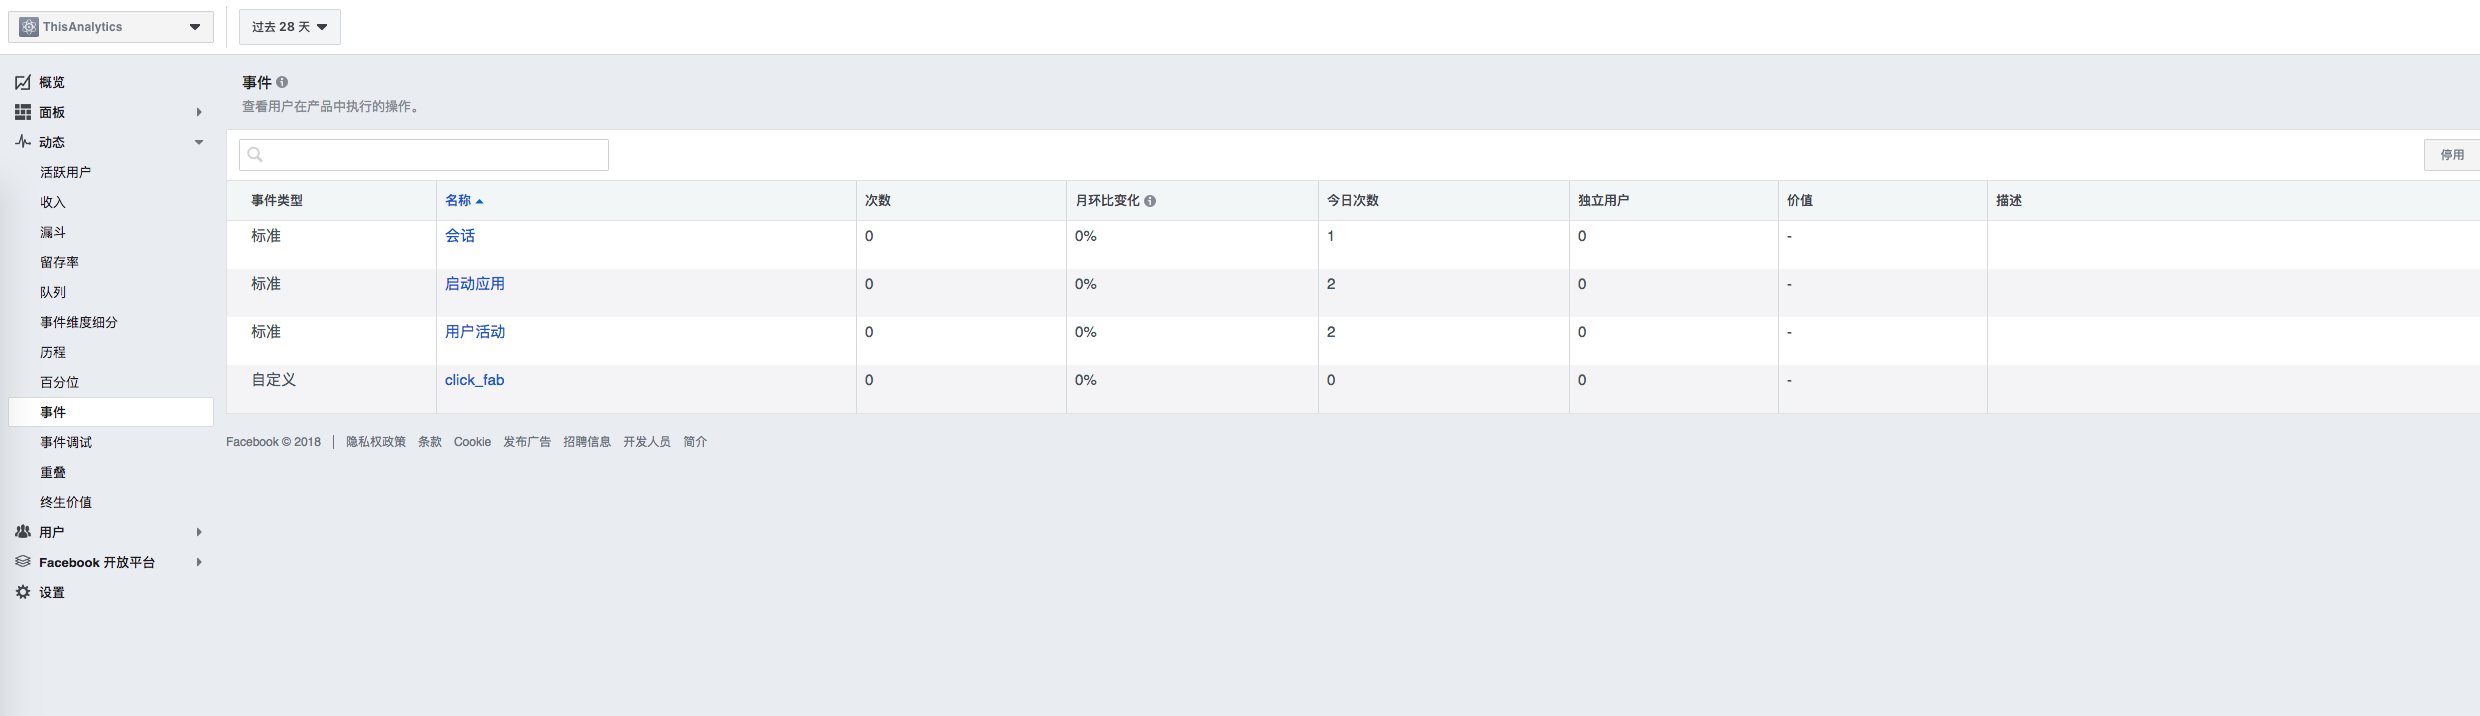 ThisAnalytics
过去 28 天
概览
面板
动态
活跃用户
收入
漏斗
留存率
队列
事件维度细分
历程
百分位
事件
事件调试
重叠
终生价值
用户
Facebook 开放平台
设置
事件
查看用户在产品中执行的操作。
停用
事件类型 名称 次数 月环比变化 今日次数 独立用户 价值 描述
标准 会话 0 0% 1 0 -
标准 启动应用 0 0% 2 0 -
标准 用户活动 0 0% 2 0 -
自定义 click_fab 0 0% 0 0 -
Facebook © 2018 隐私权政策 条款 Cookie 发布广告 招聘信息 开发人员 简介